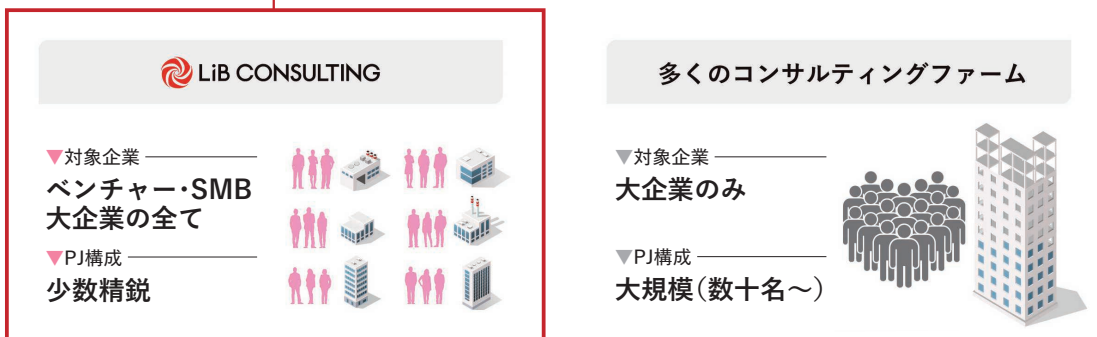 LiB CONSULTING
▼対象企業
ベンチャー・SMB
大企業の全て
▼PJ構成
少数精鋭
多くのコンサルティングファーム
▼対象企業
大企業のみ
▼PJ構成
大規模（数十名〜）